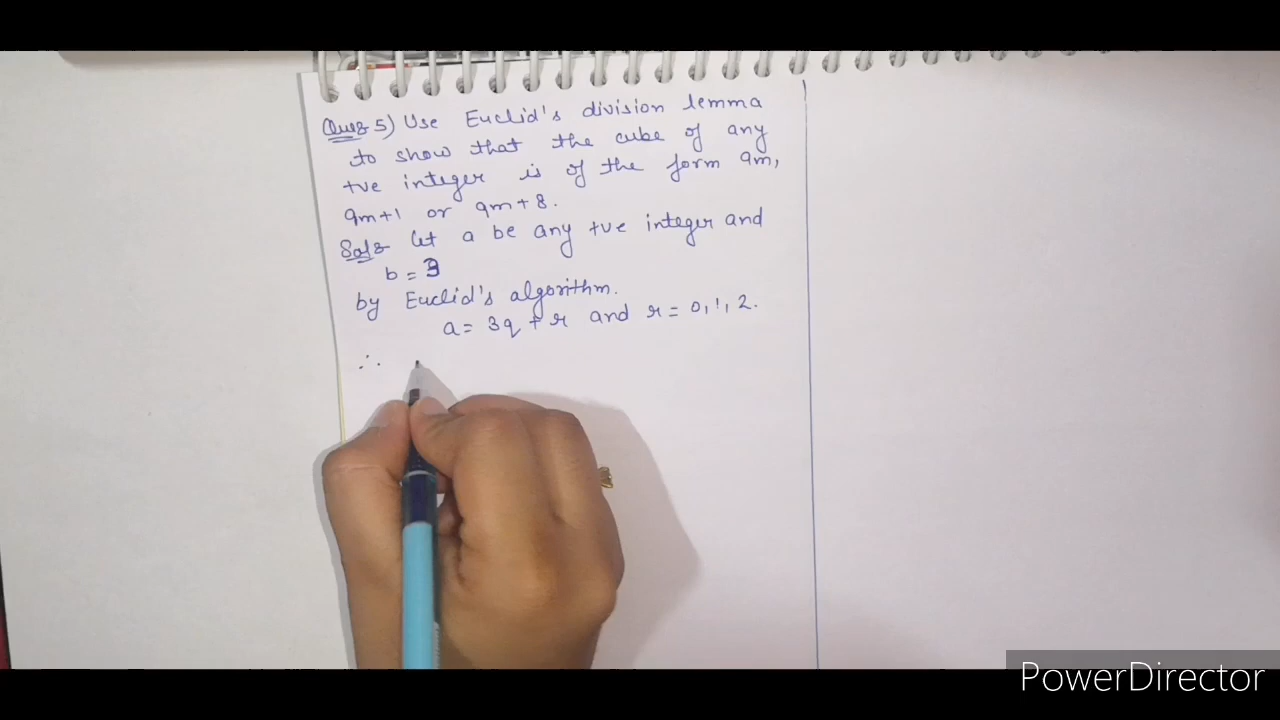 Ques 5) Use Euclid's division lemma
to show that the cube of any
+ve integer is of the form 9m,
9m+1 or 9m+8.
Sol: Let a be any +ve integer and
b = 3
by Euclid's algorithm.
a = 3q + r and r = 0, 1, 2.
∴
PowerDirector